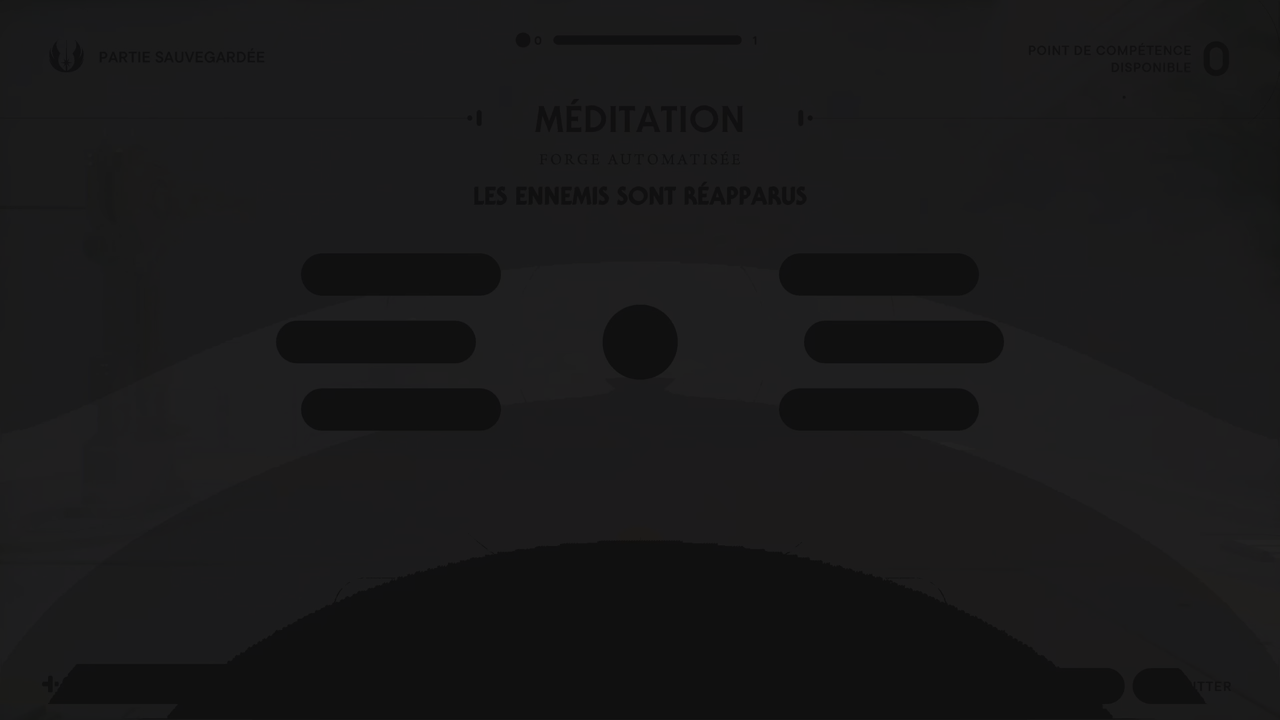 PARTIE SAUVEGARDÉE
0 1
POINT DE COMPÉTENCE
DISPONIBLE
0
MÉDITATION
FORGE AUTOMATISÉE
LES ENNEMIS SONT RÉAPPARUS